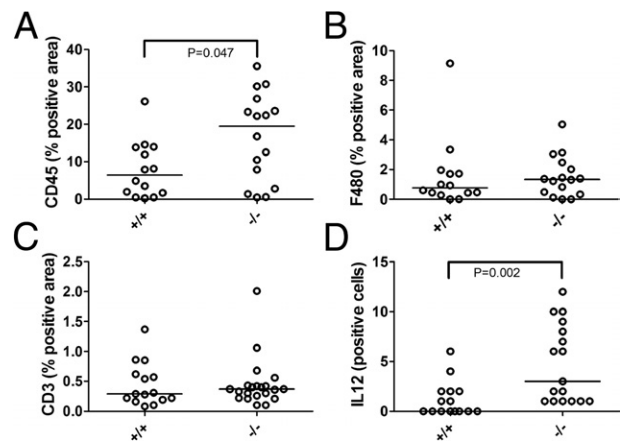 A
CD45 (% positive area)
40
30
20
10
0
P=0.047
+/+
-/-
B
F480 (% positive area)
10
8
6
4
2
0
+/+
-/-
C
CD3 (% positive area)
2.5
2.0
1.5
1.0
0.5
0.0
+/+
-/-
D
IL12 (positive cells)
15
10
5
0
P=0.002
+/+
-/-